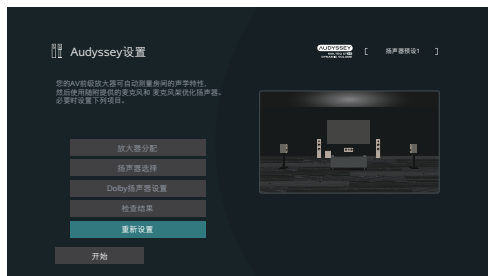 Audyssey设置
AUDYSSEY
MULTEQ XT32
DYNAMIC VOLUME
[ 扬声器预设1 ]
您的AV前级放大器可自动测量房间的声学特性，
然后使用随附提供的麦克风和 麦克风架优化扬声器。
必要时设置下列项目。
放大器分配
扬声器选择
Dolby扬声器设置
检查结果
重新设置
开始